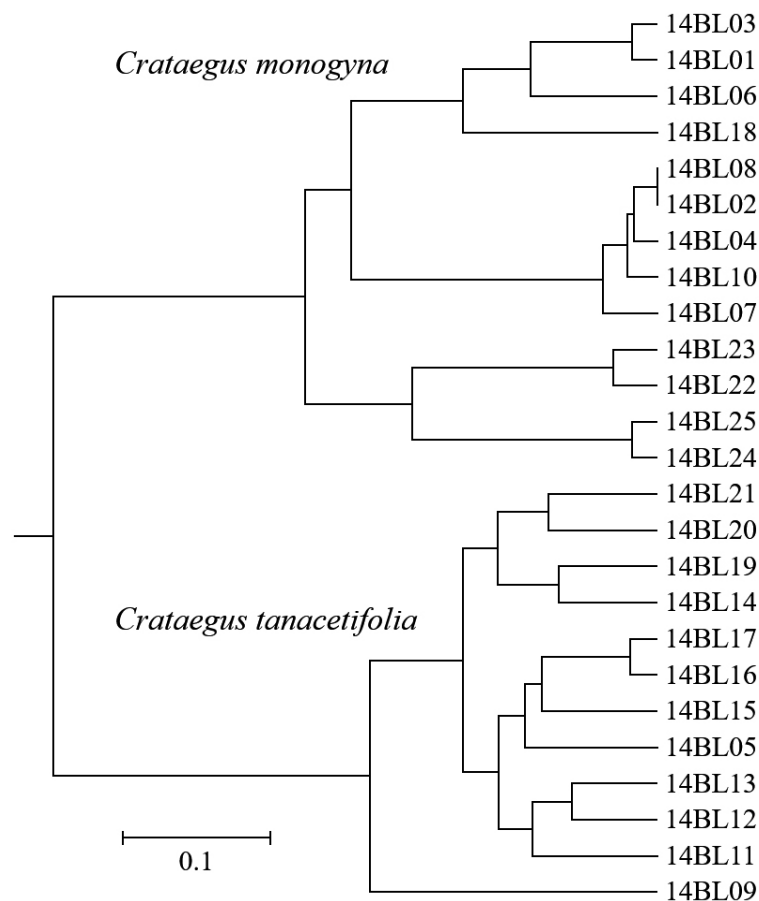 14BL03
Crataegus monogyna
14BL01
14BL06
14BL18
14BL08
14BL02
14BL04
14BL10
14BL07
14BL23
14BL22
14BL25
14BL24
14BL21
14BL20
14BL19
14BL14
Crataegus tanacetifolia
14BL17
14BL16
14BL15
14BL05
14BL13
14BL12
14BL11
0.1
14BL09